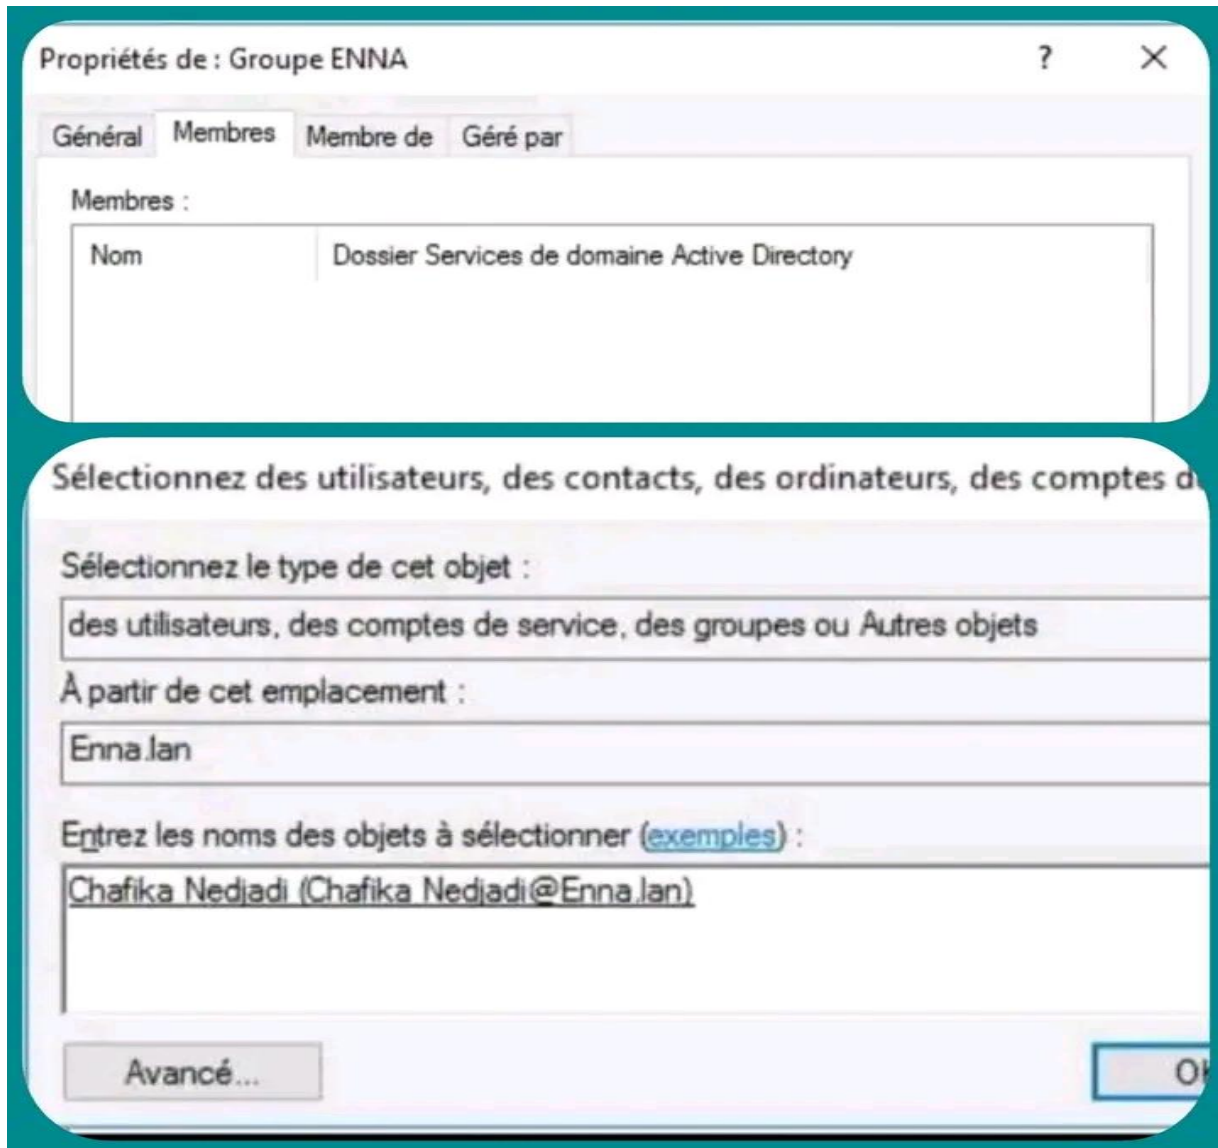 Propriétés de : Groupe ENNA
? ×
Général Membres Membre de Géré par
Membres :
Nom Dossier Services de domaine Active Directory
Sélectionnez des utilisateurs, des contacts, des ordinateurs, des comptes d
Sélectionnez le type de cet objet :
des utilisateurs, des comptes de service, des groupes ou Autres objets
À partir de cet emplacement :
Enna.lan
Entrez les noms des objets à sélectionner (exemples) :
Chafika Nedjadi (Chafika Nedjadi@Enna.lan)
Avancé... OK